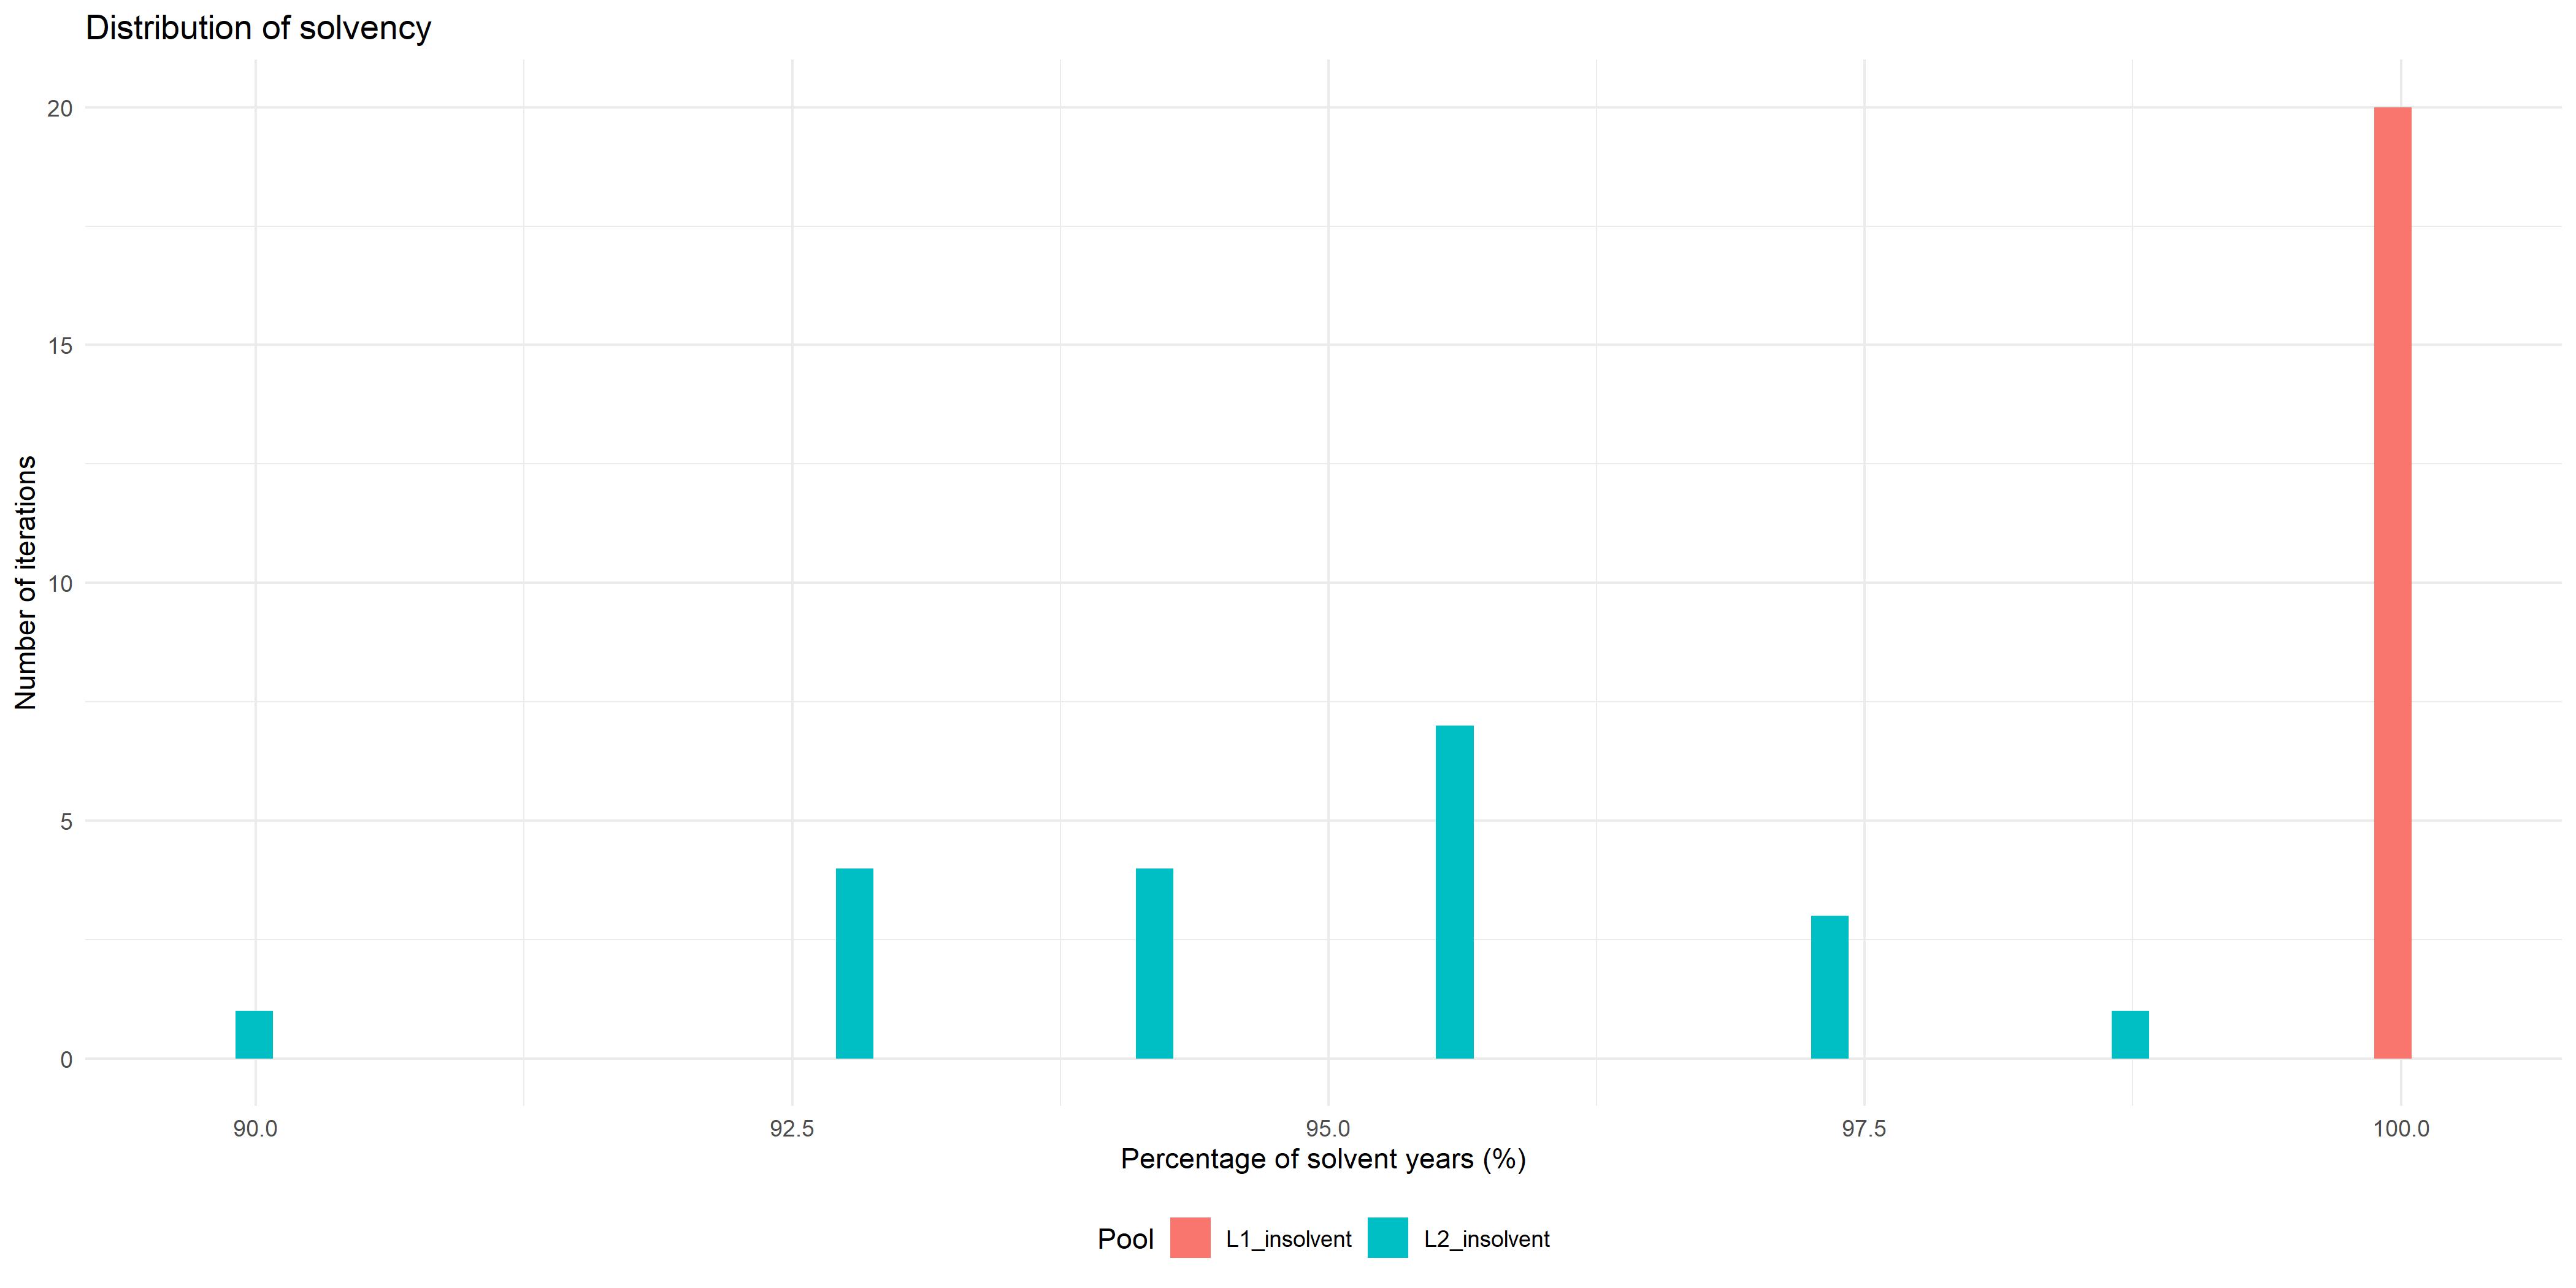 Distribution of solvency
Number of iterations
20
15
10
5
0
90.0 92.5 95.0 97.5 100.0
Percentage of solvent years (%)
Pool L1_insolvent L2_insolvent